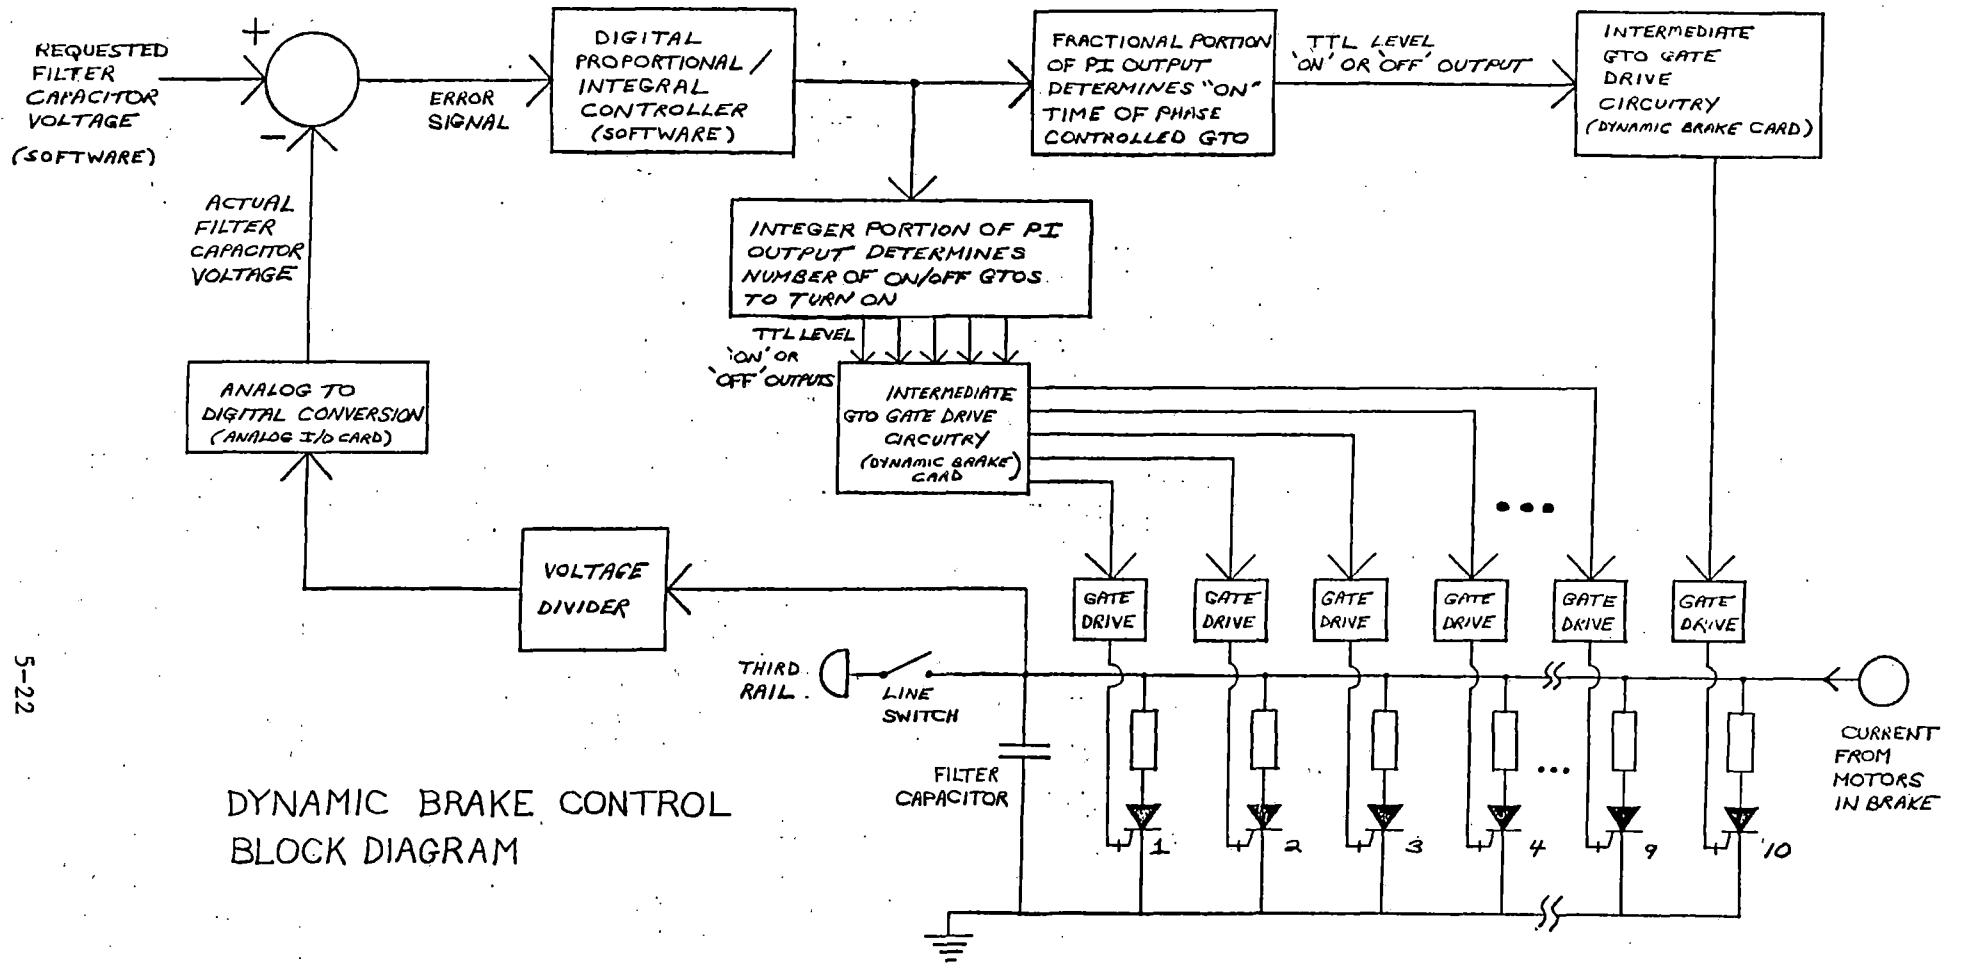 REQUESTED
FILTER
CAPACITOR
VOLTAGE
(SOFTWARE)
+
−
ERROR
SIGNAL
DIGITAL
PROPORTIONAL /
INTEGRAL
CONTROLLER
(SOFTWARE)
FRACTIONAL PORTION
OF PI OUTPUT
DETERMINES "ON"
TIME OF PHASE
CONTROLLED GTO
TTL LEVEL
'ON' OR 'OFF' OUTPUT
INTERMEDIATE
GTO GATE
DRIVE
CIRCUITRY
(DYNAMIC BRAKE CARD)
ACTUAL
FILTER
CAPACITOR
VOLTAGE
INTEGER PORTION OF PI
OUTPUT DETERMINES
NUMBER OF ON/OFF GTOS
TO TURN ON
TTL LEVEL
'ON' OR
'OFF' OUTPUTS
ANALOG TO
DIGITAL CONVERSION
(ANALOG I/O CARD)
INTERMEDIATE
GTO GATE DRIVE
CIRCUITRY
(DYNAMIC BRAKE)
CARD
•••
VOLTAGE
DIVIDER
GATE
DRIVE
GATE
DRIVE
GATE
DRIVE
GATE
DRIVE
GATE
DRIVE
GATE
DRIVE
THIRD
RAIL
LINE
SWITCH
FILTER
CAPACITOR
CURRENT
FROM
MOTORS
IN BRAKE
...
1
2
3
4
9
10
DYNAMIC BRAKE CONTROL
BLOCK DIAGRAM
5-22